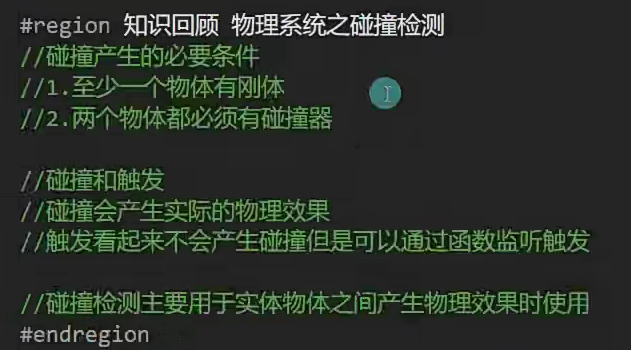 #region 知识回顾 物理系统之碰撞检测
//碰撞产生的必要条件
//1.至少一个物体有刚体
//2.两个物体都必须有碰撞器
//碰撞和触发
//碰撞会产生实际的物理效果
//触发看起来不会产生碰撞但是可以通过函数监听触发
//碰撞检测主要用于实体物体之间产生物理效果时使用
#endregion